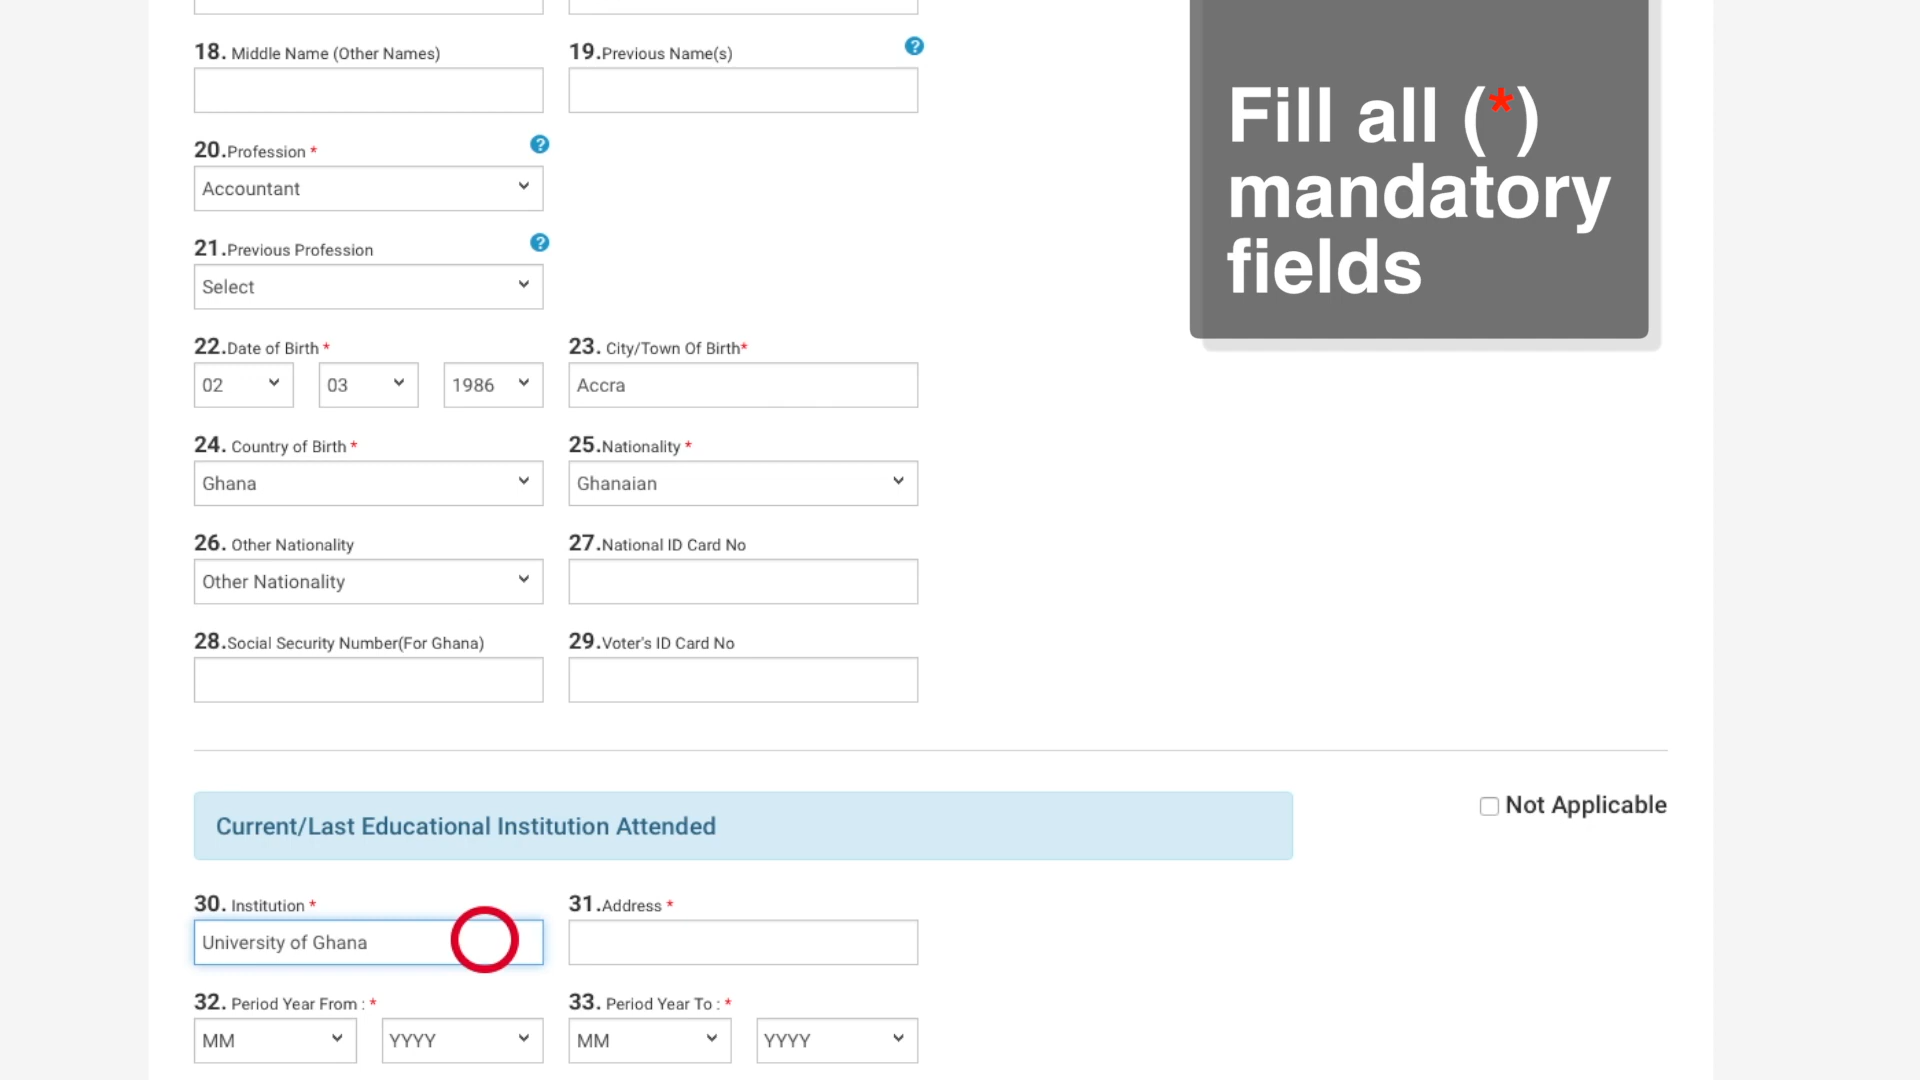 18. Middle Name (Other Names)
19.Previous Name(s)
?
20.Profession *
?
Accountant
21.Previous Profession
?
Select
22.Date of Birth *
02
03
1986
23. City/Town Of Birth*
Accra
24. Country of Birth *
Ghana
25.Nationality *
Ghanaian
26. Other Nationality
Other Nationality
27.National ID Card No
28.Social Security Number(For Ghana)
29.Voter's ID Card No
Current/Last Educational Institution Attended
Not Applicable
30. Institution *
University of Ghana
31.Address *
32. Period Year From : *
MM
YYYY
33. Period Year To : *
MM
YYYY
Fill all (*)
mandatory
fields